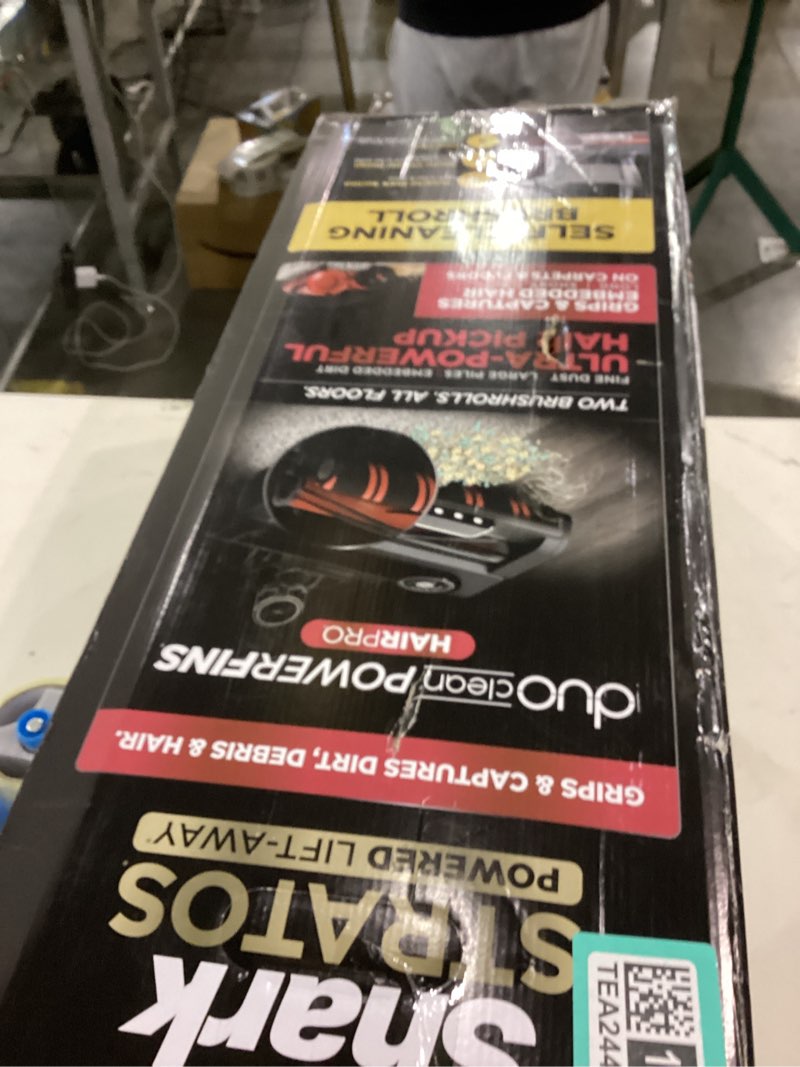 Shark
STRATOS
POWERED LIFT-AWAY
GRIPS & CAPTURES DIRT, DEBRIS & HAIR.
duoclean POWERFINS
HAIRPRO
TWO BRUSHROLLS. ALL FLOORS.
FINE DUST LARGE PILES EMBEDDED DIRT
ULTRA-POWERFUL
HAIR PICKUP
GRIPS & CAPTURES
EMBEDDED HAIR
ON CARPETS & FLOORS
SELF-CLEANING
BRUSHROLL
TEA244